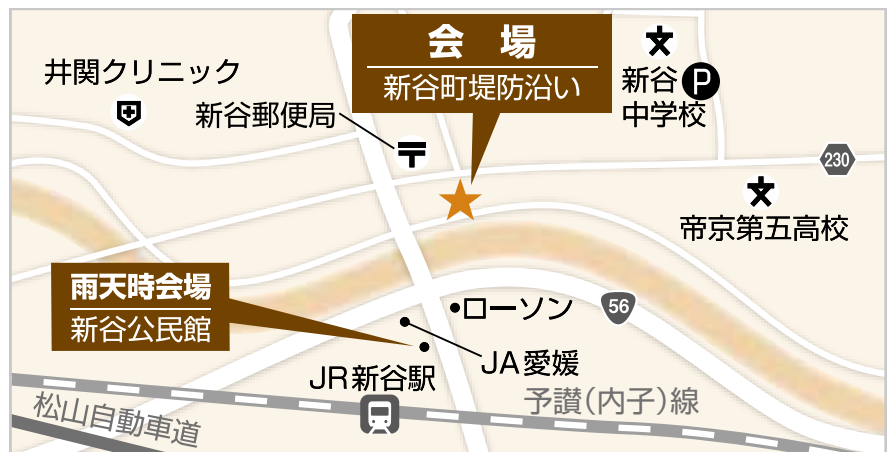 会 場
新谷町堤防沿い
井関クリニック
新谷郵便局
新谷
中学校
P
230
帝京第五高校
雨天時会場
新谷公民館
ローソン
56
JA愛媛
JR新谷駅
予讃(内子)線
松山自動車道